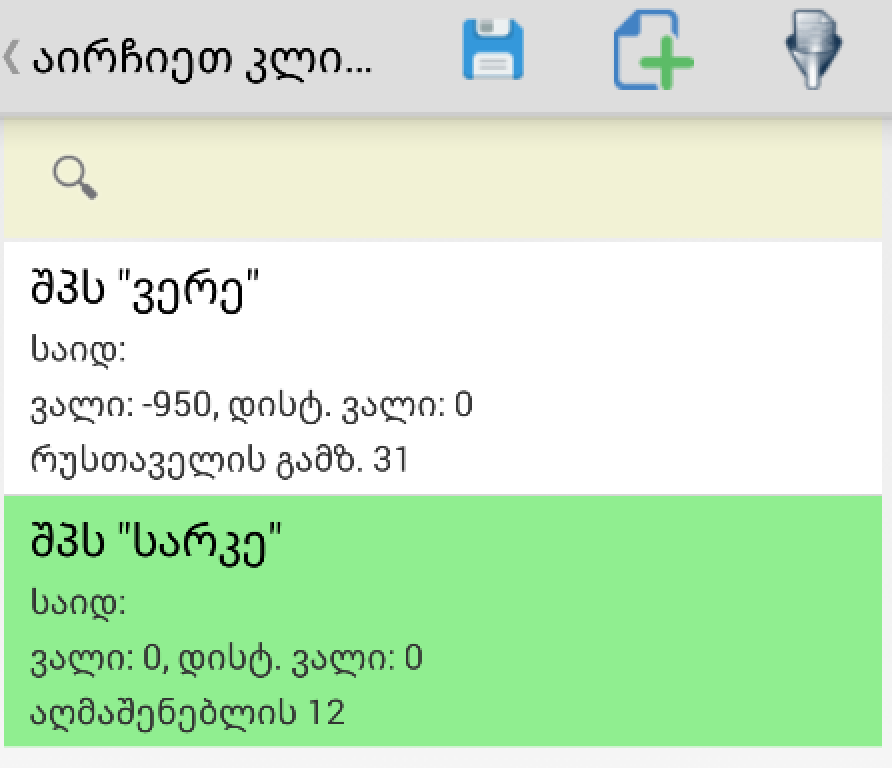 აირჩიეთ კლი...
შპს "ვერე"
საიდ:
ვალი: -950, დისტ. ვალი: 0
რუსთაველის გამზ. 31
შპს "სარკე"
საიდ:
ვალი: 0, დისტ. ვალი: 0
აღმაშენებლის 12